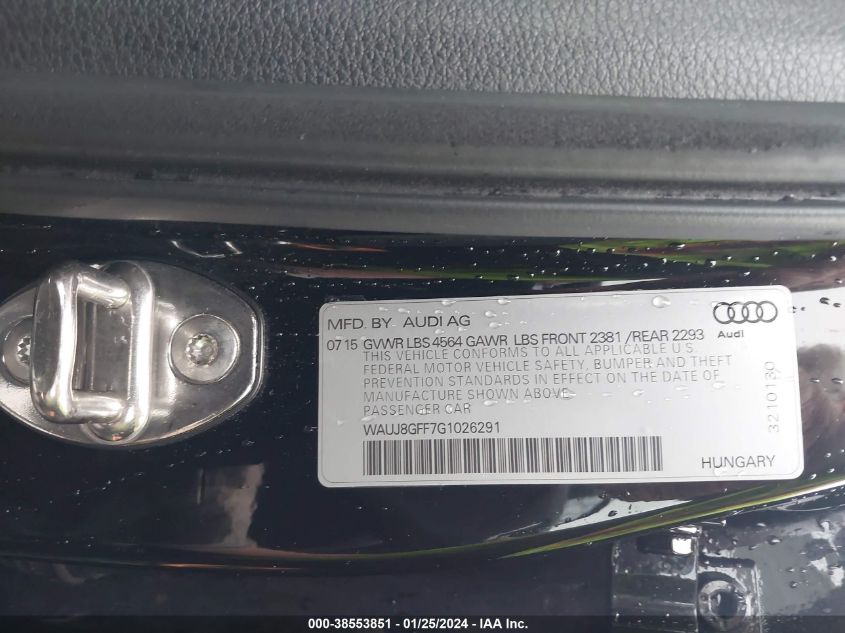 MFD. BY AUDI AG
07 15 GVWR LBS 4564 GAWR LBS FRONT 2381 /REAR 2293
THIS VEHICLE CONFORMS TO ALL APPLICABLE U S
FEDERAL MOTOR VEHICLE SAFETY, BUMPER AND THEFT
PREVENTION STANDARDS IN EFFECT ON THE DATE OF
MANUFACTURE SHOWN ABOVE
PASSENGER CAR
WAUJ8GFF7G1026291
Audi
3210130
HUNGARY
000-38553851 / 01/25/2024 - IAA Inc.